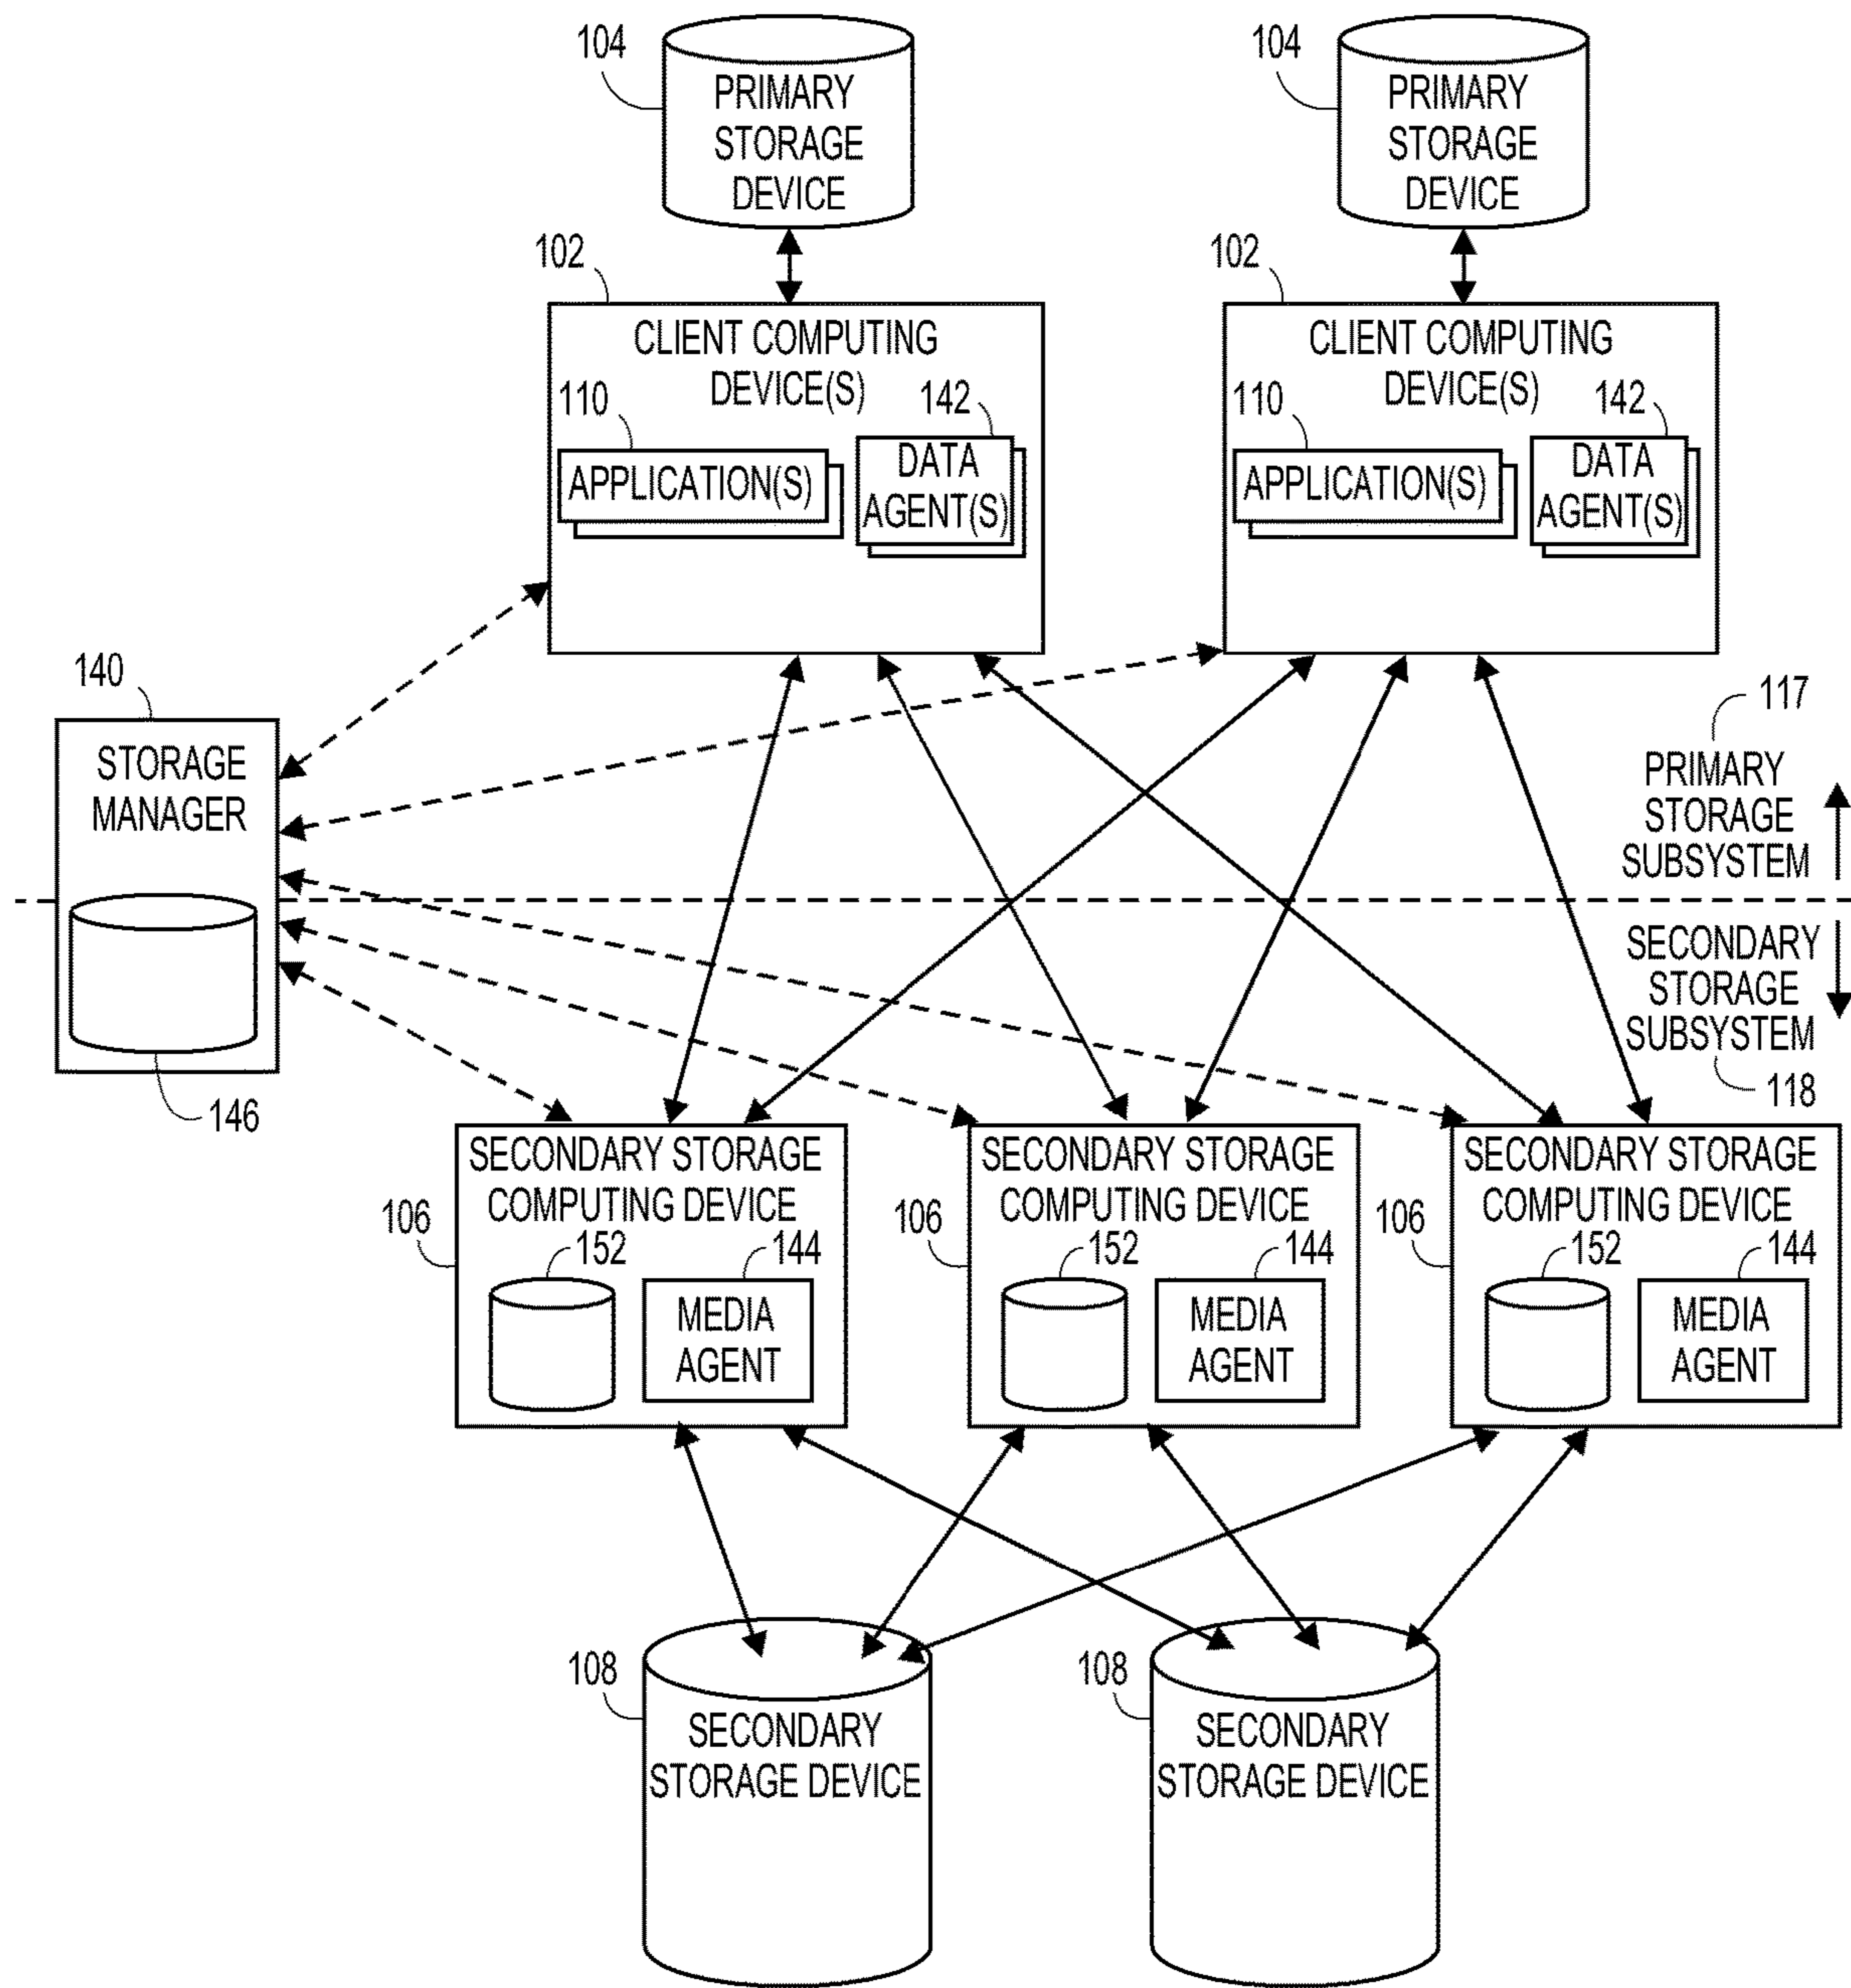 104
PRIMARY
STORAGE
DEVICE
104
PRIMARY
STORAGE
DEVICE
102
CLIENT COMPUTING
DEVICE(S)
110
APPLICATION(S)
142
DATA
AGENT(S)
102
CLIENT COMPUTING
DEVICE(S)
110
APPLICATION(S)
142
DATA
AGENT(S)
140
STORAGE
MANAGER
146
117
PRIMARY
STORAGE
SUBSYSTEM
SECONDARY
STORAGE
SUBSYSTEM
118
106
SECONDARY STORAGE
COMPUTING DEVICE
152
144
MEDIA
AGENT
106
SECONDARY STORAGE
COMPUTING DEVICE
152
144
MEDIA
AGENT
106
SECONDARY STORAGE
COMPUTING DEVICE
152
144
MEDIA
AGENT
108
SECONDARY
STORAGE DEVICE
108
SECONDARY
STORAGE DEVICE